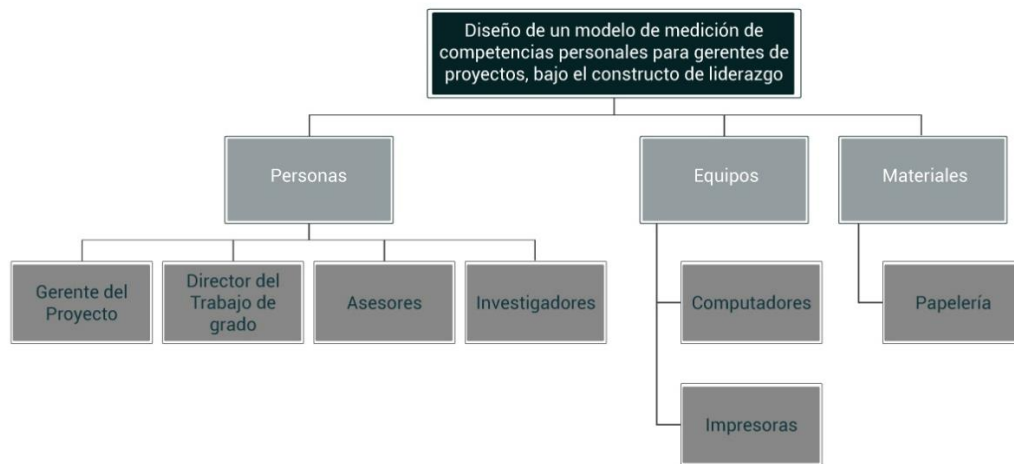 Diseño de un modelo de medición de
competencias personales para gerentes de
proyectos, bajo el constructo de liderazgo
Personas
Equipos
Materiales
Gerente del
Proyecto
Director del
Trabajo de
grado
Asesores
Investigadores
Computadores
Papelería
Impresoras